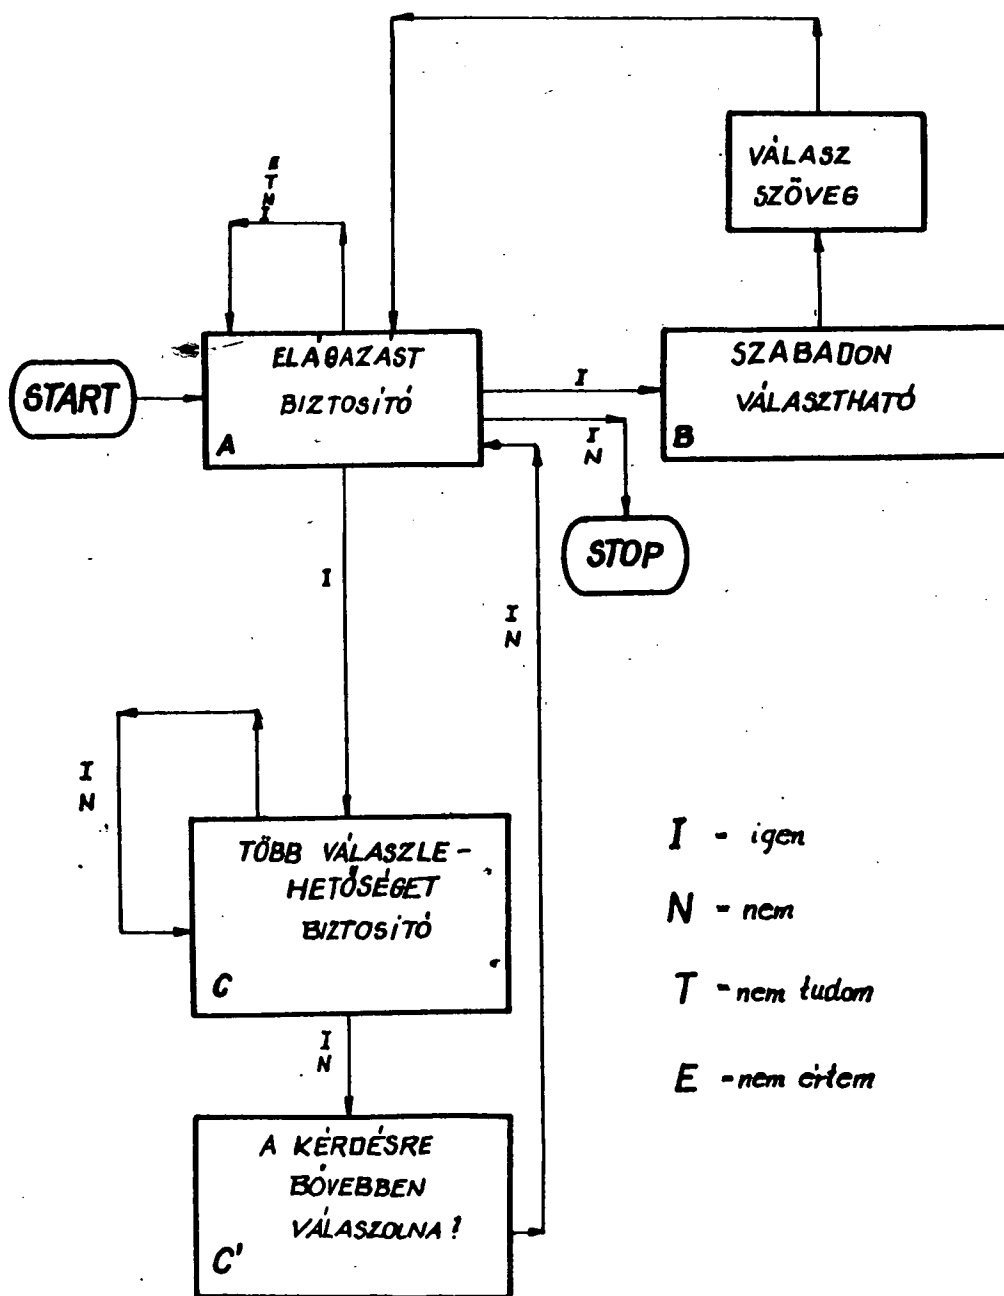 VÁLASZ
SZÖVEG
E
T
N
I
ELÁGAZAST
BIZTOSÍTÓ
A
START
I
SZABADON
VÁLASZTHATÓ
B
I
N
STOP
I
I
N
I
N
TÖBB VÁLASZLE-
HETŐSÉGET
BIZTOSÍTÓ
C
I
N
A KÉRDÉSRE
BŐVEBBEN
VÁLASZOLNA?
C'
I - igen
N - nem
T - nem tudom
E - nem értem